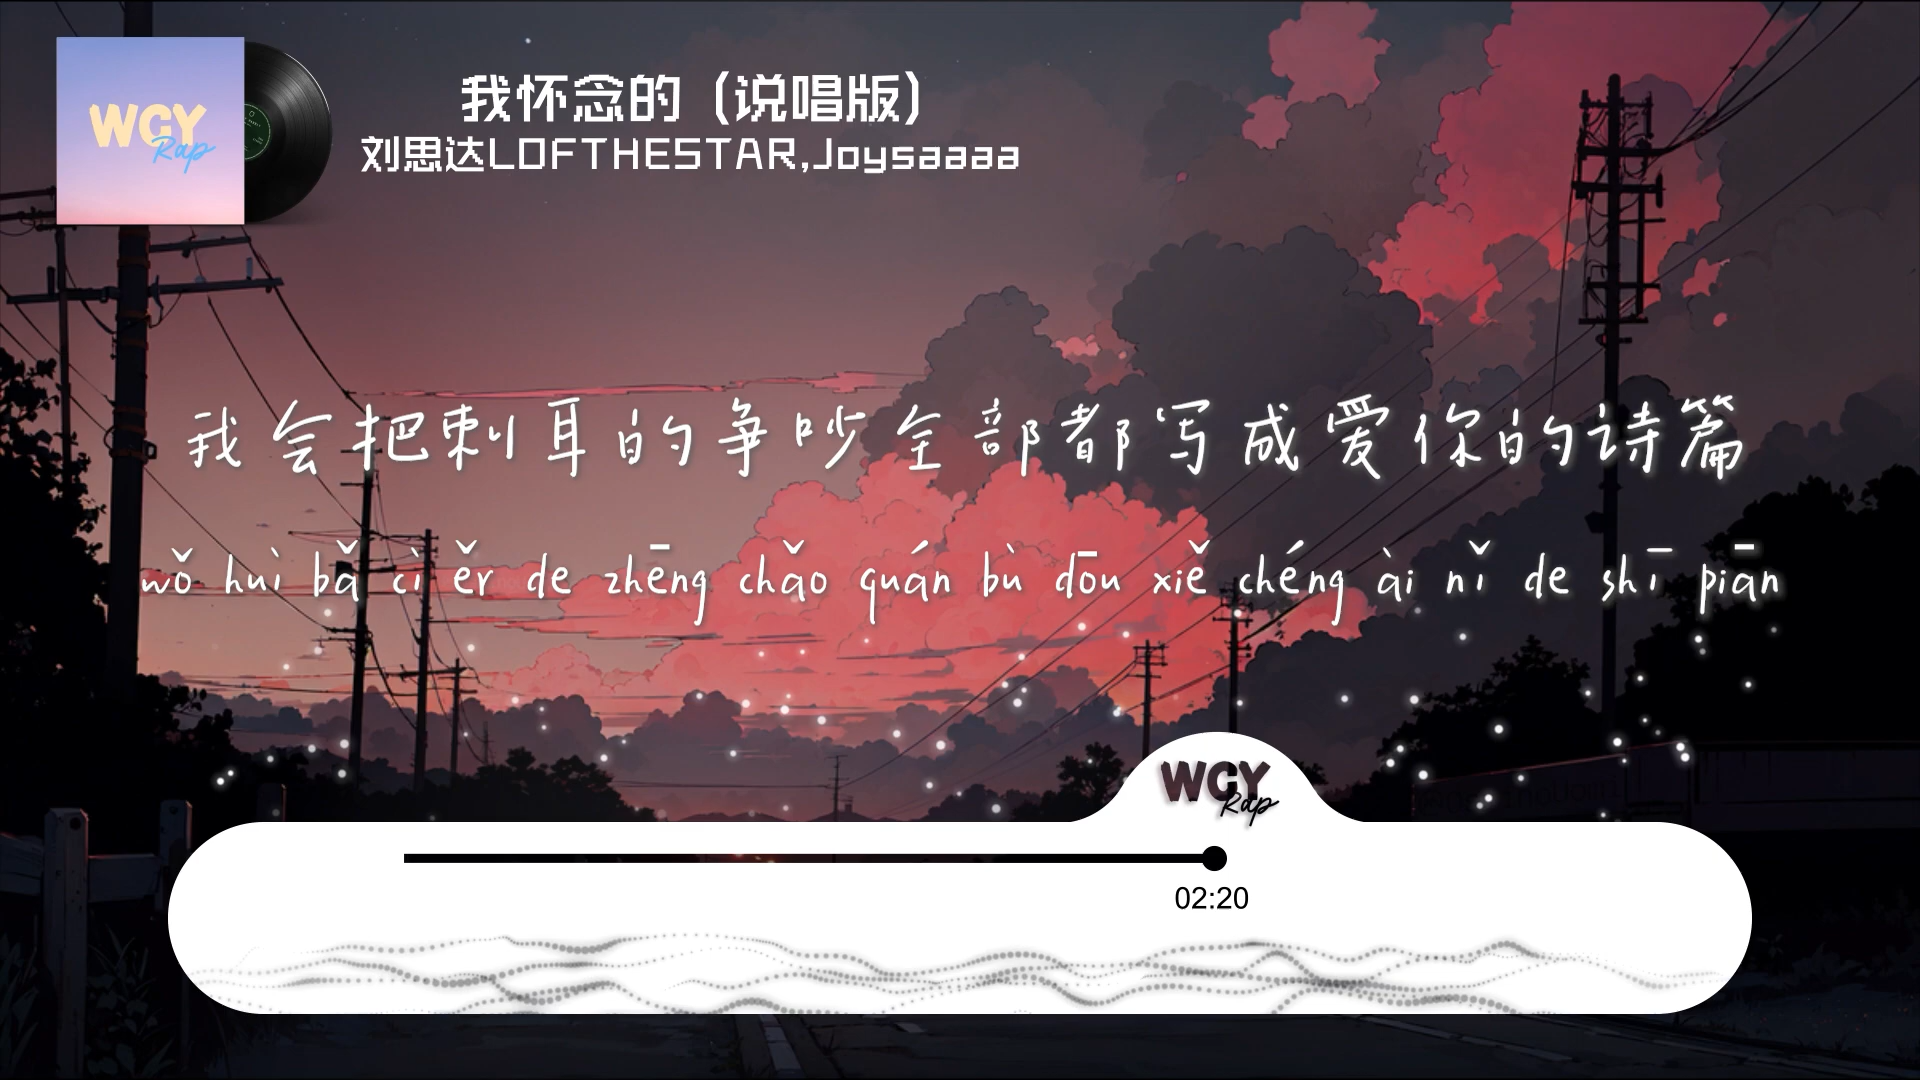 WCY
Rap
我怀念的（说唱版）
刘思达LOFTHESTAR,Joysaaaa
我会把刺耳的争吵全部都写成爱你的诗篇
wǒ huì bǎ cì ěr de zhēng chǎo quán bù dōu xiě chéng ài nǐ de shī piān
WCY
Rap
02:20